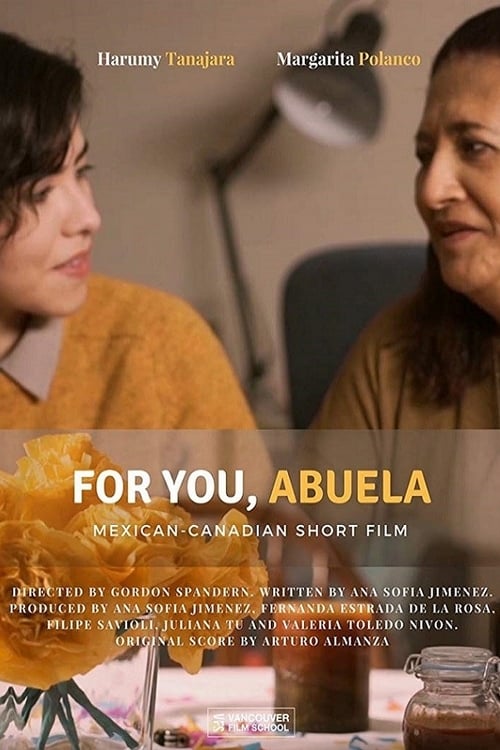 Harumy Tanajara Margarita Polanco
FOR YOU, ABUELA
MEXICAN-CANADIAN SHORT FILM
DIRECTED BY GORDON SPANDERN. WRITTEN BY ANA SOFIA JIMENEZ.
PRODUCED BY ANA SOFIA JIMENEZ, FERNANDA ESTRADA DE LA ROSA,
FILIPE SAVIOLI, JULIANA TU AND VALERIA TOLEDO NIVON.
ORIGINAL SCORE BY ARTURO ALMANZA
VFS VANCOUVER
FILM SCHOOL